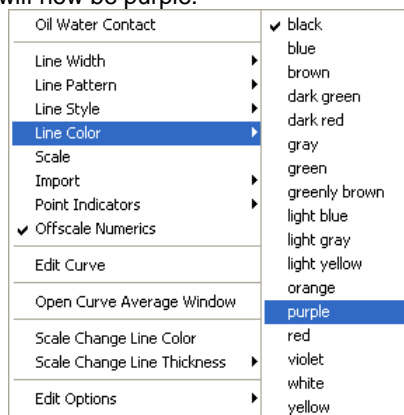 will now be purple.
Oil Water Contact
Line Width
Line Pattern
Line Style
Line Color
Scale
Import
Point Indicators
Offscale Numerics
Edit Curve
Open Curve Average Window
Scale Change Line Color
Scale Change Line Thickness
Edit Options
black
blue
brown
dark green
dark red
gray
green
greenly brown
light blue
light gray
light yellow
orange
purple
red
violet
white
yellow